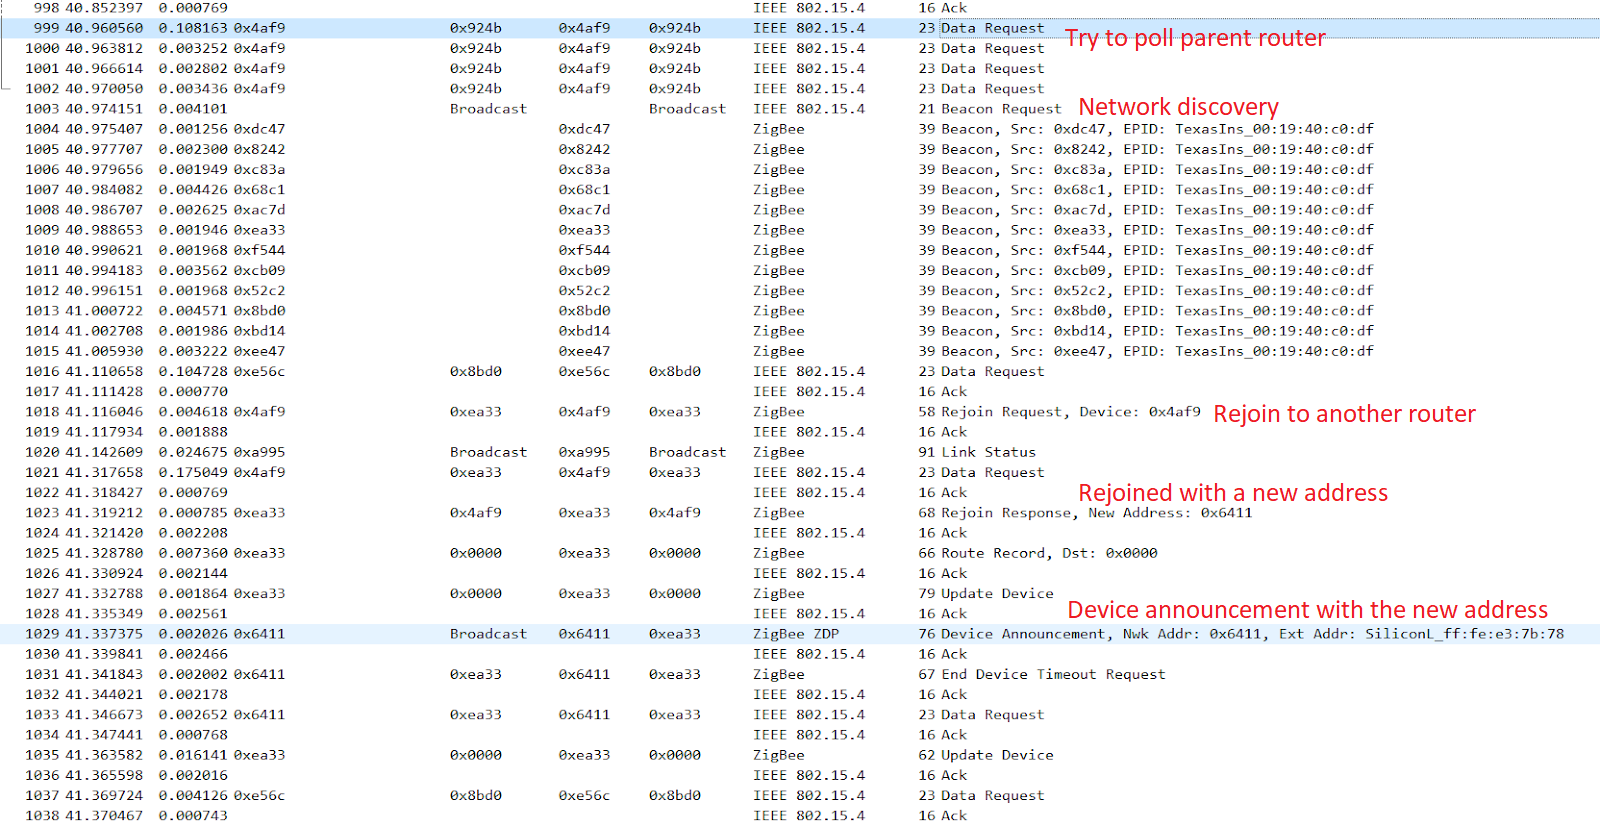 998 40.852397 0.000769 IEEE 802.15.4 16 Ack
999 40.960560 0.108163 0x4af9 0x924b 0x4af9 0x924b IEEE 802.15.4 23 Data Request Try to poll parent router
1000 40.963812 0.003252 0x4af9 0x924b 0x4af9 0x924b IEEE 802.15.4 23 Data Request
1001 40.966614 0.002802 0x4af9 0x924b 0x4af9 0x924b IEEE 802.15.4 23 Data Request
1002 40.970050 0.003436 0x4af9 0x924b 0x4af9 0x924b IEEE 802.15.4 23 Data Request
1003 40.974151 0.004101 Broadcast Broadcast IEEE 802.15.4 21 Beacon Request Network discovery
1004 40.975407 0.001256 0xdc47 0xdc47 ZigBee 39 Beacon, Src: 0xdc47, EPID: TexasIns_00:19:40:c0:df
1005 40.977707 0.002300 0x8242 0x8242 ZigBee 39 Beacon, Src: 0x8242, EPID: TexasIns_00:19:40:c0:df
1006 40.979656 0.001949 0xc83a 0xc83a ZigBee 39 Beacon, Src: 0xc83a, EPID: TexasIns_00:19:40:c0:df
1007 40.984082 0.004426 0x68c1 0x68c1 ZigBee 39 Beacon, Src: 0x68c1, EPID: TexasIns_00:19:40:c0:df
1008 40.986707 0.002625 0xac7d 0xac7d ZigBee 39 Beacon, Src: 0xac7d, EPID: TexasIns_00:19:40:c0:df
1009 40.988653 0.001946 0xea33 0xea33 ZigBee 39 Beacon, Src: 0xea33, EPID: TexasIns_00:19:40:c0:df
1010 40.990621 0.001968 0xf544 0xf544 ZigBee 39 Beacon, Src: 0xf544, EPID: TexasIns_00:19:40:c0:df
1011 40.994183 0.003562 0xcb09 0xcb09 ZigBee 39 Beacon, Src: 0xcb09, EPID: TexasIns_00:19:40:c0:df
1012 40.996151 0.001968 0x52c2 0x52c2 ZigBee 39 Beacon, Src: 0x52c2, EPID: TexasIns_00:19:40:c0:df
1013 41.000722 0.004571 0x8bd0 0x8bd0 ZigBee 39 Beacon, Src: 0x8bd0, EPID: TexasIns_00:19:40:c0:df
1014 41.002708 0.001986 0xbd14 0xbd14 ZigBee 39 Beacon, Src: 0xbd14, EPID: TexasIns_00:19:40:c0:df
1015 41.005930 0.003222 0xee47 0xee47 ZigBee 39 Beacon, Src: 0xee47, EPID: TexasIns_00:19:40:c0:df
1016 41.110658 0.104728 0xe56c 0x8bd0 0xe56c 0x8bd0 IEEE 802.15.4 23 Data Request
1017 41.111428 0.000770 IEEE 802.15.4 16 Ack
1018 41.116046 0.004618 0x4af9 0xea33 0x4af9 0xea33 ZigBee 58 Rejoin Request, Device: 0x4af9 Rejoin to another router
1019 41.117934 0.001888 IEEE 802.15.4 16 Ack
1020 41.142609 0.024675 0xa995 Broadcast 0xa995 Broadcast ZigBee 91 Link Status
1021 41.317658 0.175049 0x4af9 0xea33 0x4af9 0xea33 IEEE 802.15.4 23 Data Request
1022 41.318427 0.000769 IEEE 802.15.4 16 Ack Rejoined with a new address
1023 41.319212 0.000785 0xea33 0x4af9 0xea33 0x4af9 ZigBee 68 Rejoin Response, New Address: 0x6411
1024 41.321420 0.002208 IEEE 802.15.4 16 Ack
1025 41.328780 0.007360 0xea33 0x0000 0xea33 0x0000 ZigBee 66 Route Record, Dst: 0x0000
1026 41.330924 0.002144 IEEE 802.15.4 16 Ack
1027 41.332788 0.001864 0xea33 0x0000 0xea33 0x0000 ZigBee 79 Update Device
1028 41.335349 0.002561 IEEE 802.15.4 16 Ack Device announcement with the new address
1029 41.337375 0.002026 0x6411 Broadcast 0x6411 0xea33 ZigBee ZDP 76 Device Announcement, Nwk Addr: 0x6411, Ext Addr: SiliconL_ff:fe:e3:7b:78
1030 41.339841 0.002466 IEEE 802.15.4 16 Ack
1031 41.341843 0.002002 0x6411 0xea33 0x6411 0xea33 ZigBee 67 End Device Timeout Request
1032 41.344021 0.002178 IEEE 802.15.4 16 Ack
1033 41.346673 0.002652 0x6411 0xea33 0x6411 0xea33 IEEE 802.15.4 23 Data Request
1034 41.347441 0.000768 IEEE 802.15.4 16 Ack
1035 41.363582 0.016141 0xea33 0x0000 0xea33 0x0000 ZigBee 62 Update Device
1036 41.365598 0.002016 IEEE 802.15.4 16 Ack
1037 41.369724 0.004126 0xe56c 0x8bd0 0xe56c 0x8bd0 IEEE 802.15.4 23 Data Request
1038 41.370467 0.000743 IEEE 802.15.4 16 Ack